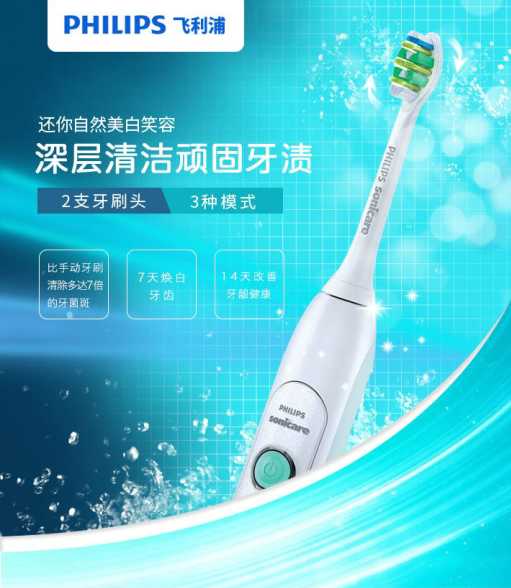 PHILIPS 飞利浦
还你自然美白笑容
深层清洁顽固牙渍
2支牙刷头 3种模式
比手动牙刷
清除多达7倍
的牙菌斑
7天焕白
牙齿
14天改善
牙龈健康
PHILIPS sonicare
PHILIPS
sonicare